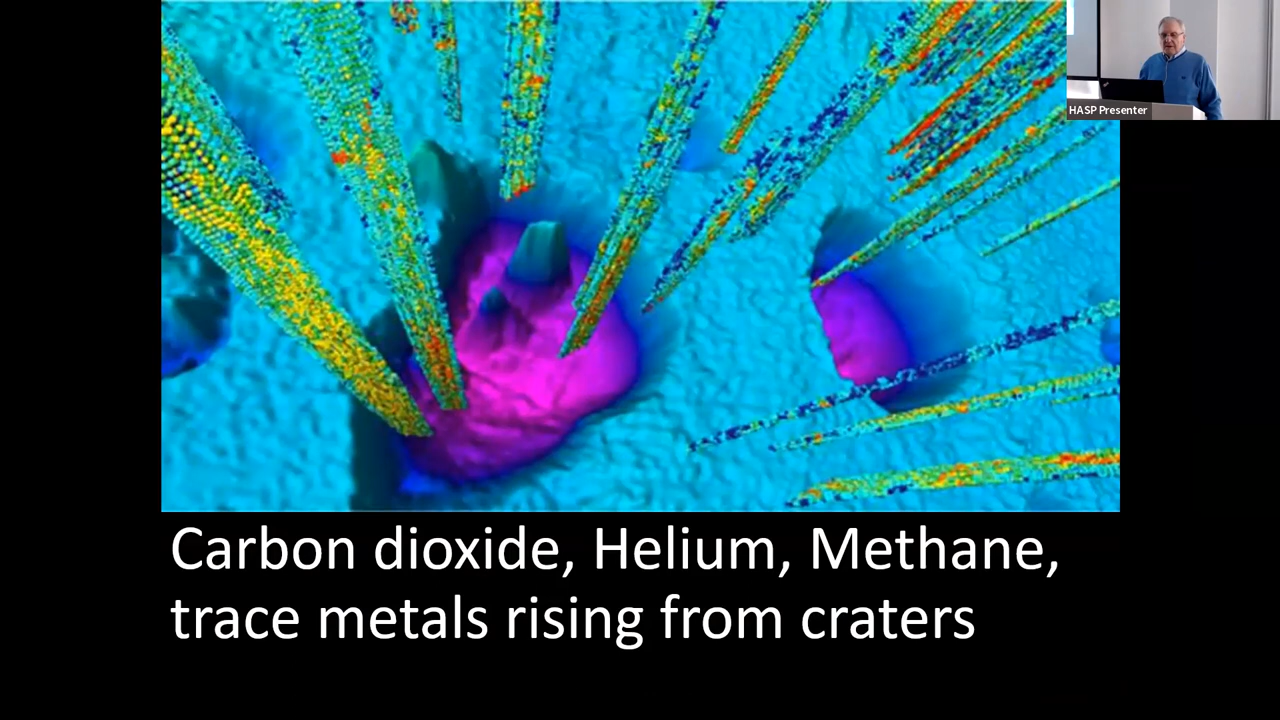 HASP Presenter
Carbon dioxide, Helium, Methane,
trace metals rising from craters